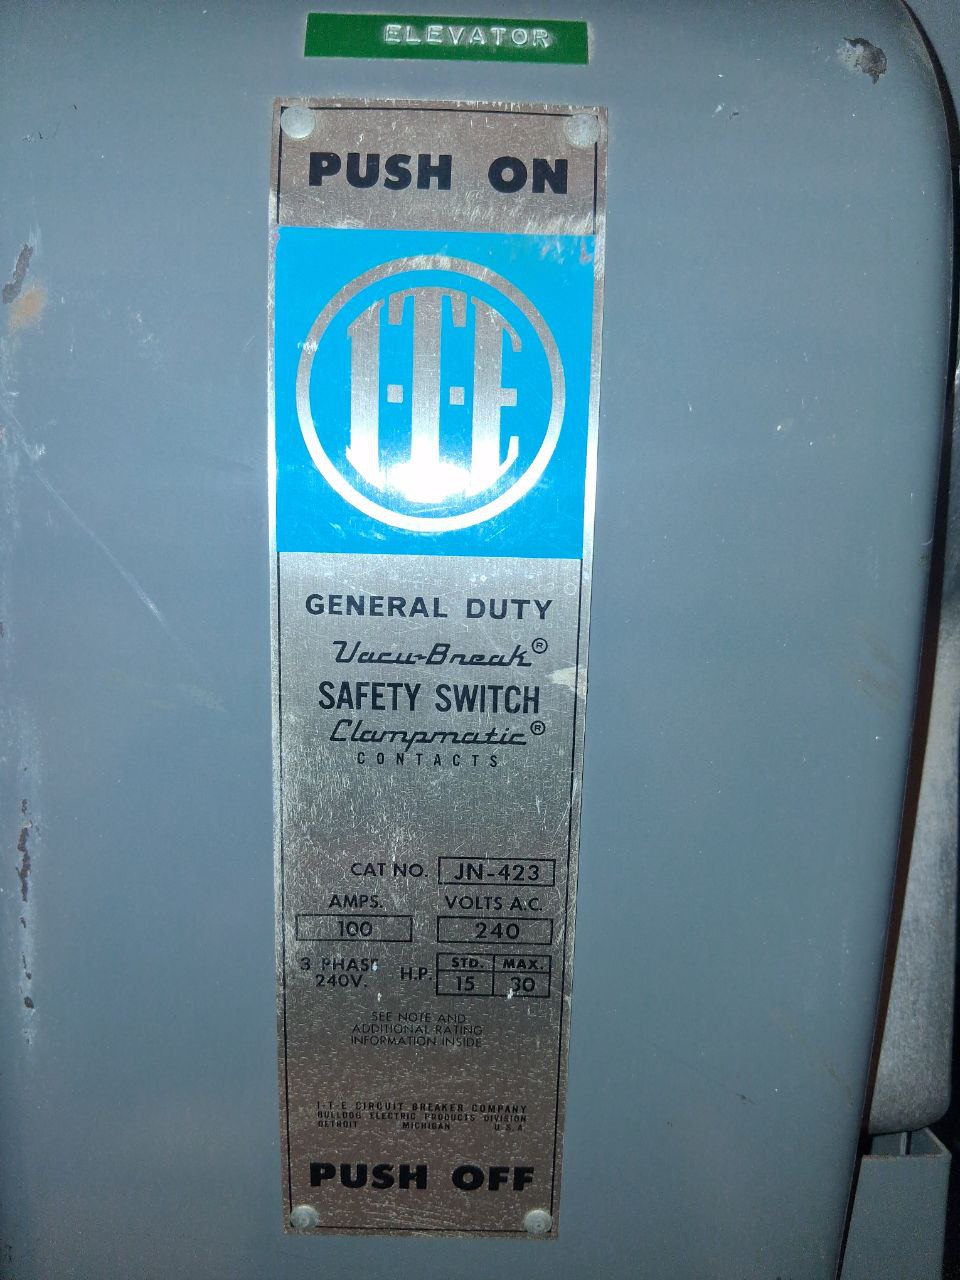 ELEVATOR
PUSH ON
I-T-E
GENERAL DUTY
Vacu-Break®
SAFETY SWITCH
Clampmatic®
CONTACTS
CAT NO. JN-423
AMPS. VOLTS A.C.
100 240
3 PHASE H.P. STD. MAX.
240V. 15 30
SEE NOTE AND
ADDITIONAL RATING
INFORMATION INSIDE
I-T-E CIRCUIT BREAKER COMPANY
BULLDOG ELECTRIC PRODUCTS DIVISION
DETROIT MICHIGAN U.S.A
PUSH OFF